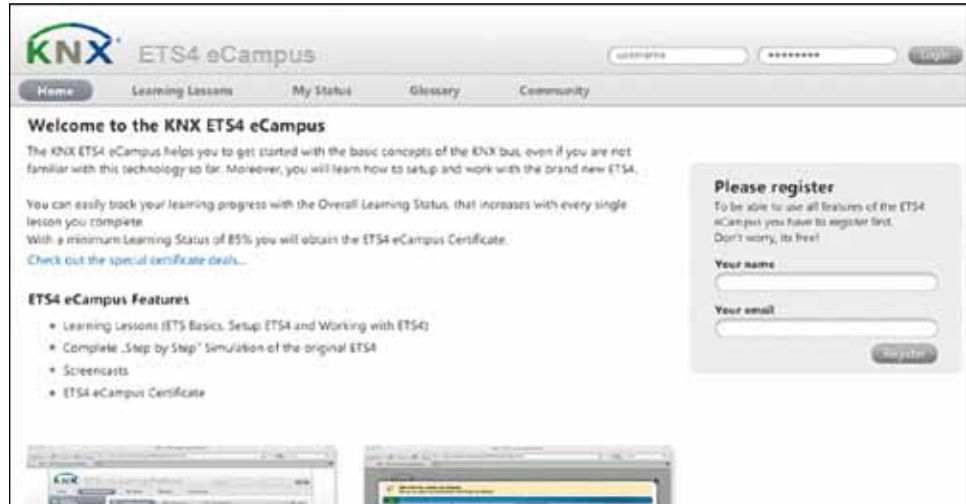 KNX ETS4 eCampus
username ******** Login
Home Learning Lessons My Status Glossary Community
Welcome to the KNX ETS4 eCampus
The KNX ETS4 eCampus helps you to get started with the basic concepts of the KNX bus, even if you are not
familiar with this technology so far. Moreover, you will learn how to setup and work with the brand new ETS4.
You can easily track your learning progress with the Overall Learning Status, that increases with every single
lesson you complete.
With a minimum Learning Status of 85% you will obtain the ETS4 eCampus Certificate.
Check out the special certificate deals...
ETS4 eCampus Features
• Learning Lessons (ETS Basics, Setup ETS4 and Working with ETS4)
• Complete „Step by Step" Simulation of the original ETS4
• Screencasts
• ETS4 eCampus Certificate
Please register
To be able to use all features of the ETS4
eCampus you have to register first.
Don't worry, its free!
Your name
Your email
Register
KNX